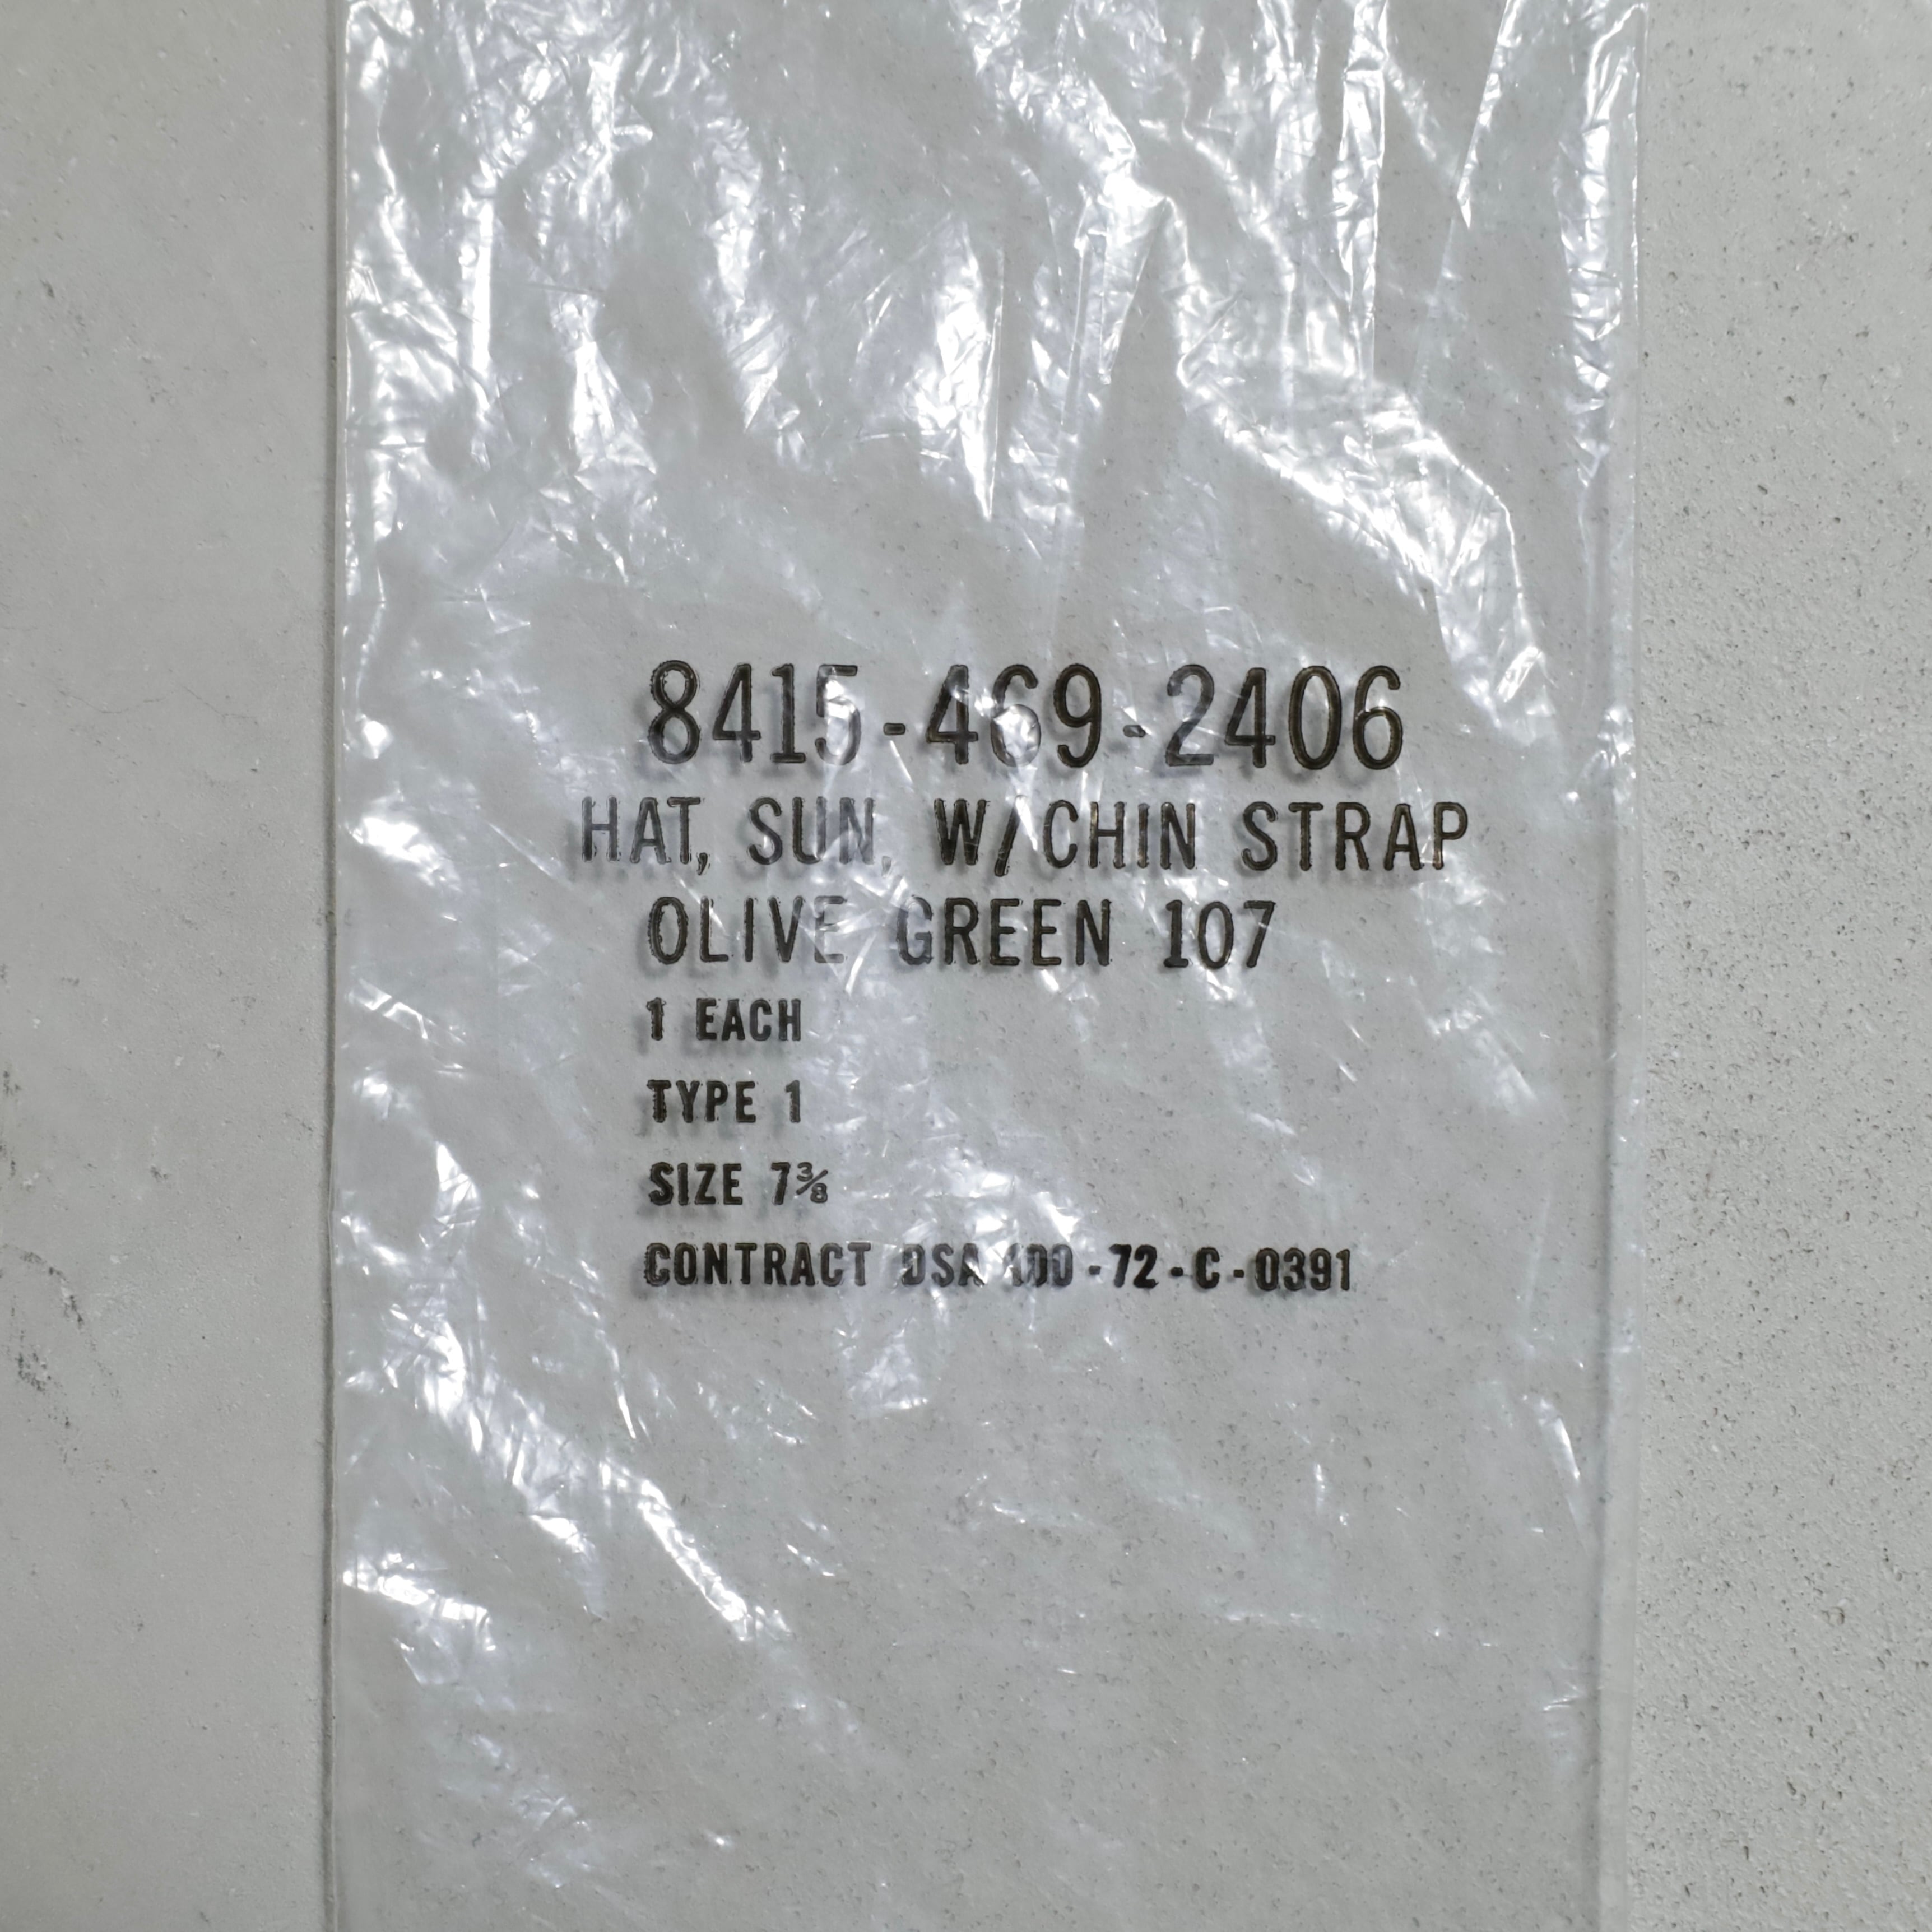 8415-469-2406
HAT, SUN, W/CHIN STRAP
OLIVE GREEN 107
1 EACH
TYPE 1
SIZE 7⅜
CONTRACT DSA 100-72-C-0391